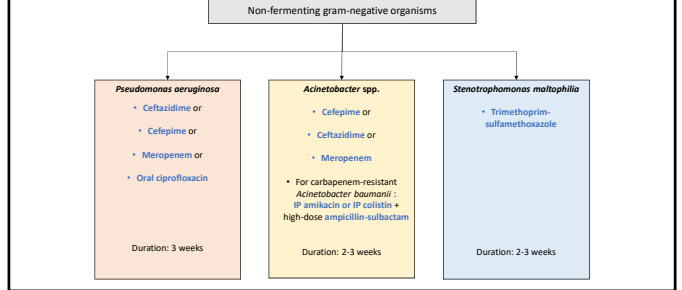 Non-fermenting gram-negative organisms
Pseudomonas aeruginosa
• Ceftazidime or
• Cefepime or
• Meropenem or
• Oral ciprofloxacin
Duration: 3 weeks
Acinetobacter spp.
• Cefepime or
• Ceftazidime or
• Meropenem
• For carbapenem-resistant
Acinetobacter baumanii :
IP amikacin or IP colistin +
high-dose ampicillin-sulbactam
Duration: 2-3 weeks
Stenotrophomonas maltophilia
• Trimethoprim-
sulfamethoxazole
Duration: 2-3 weeks